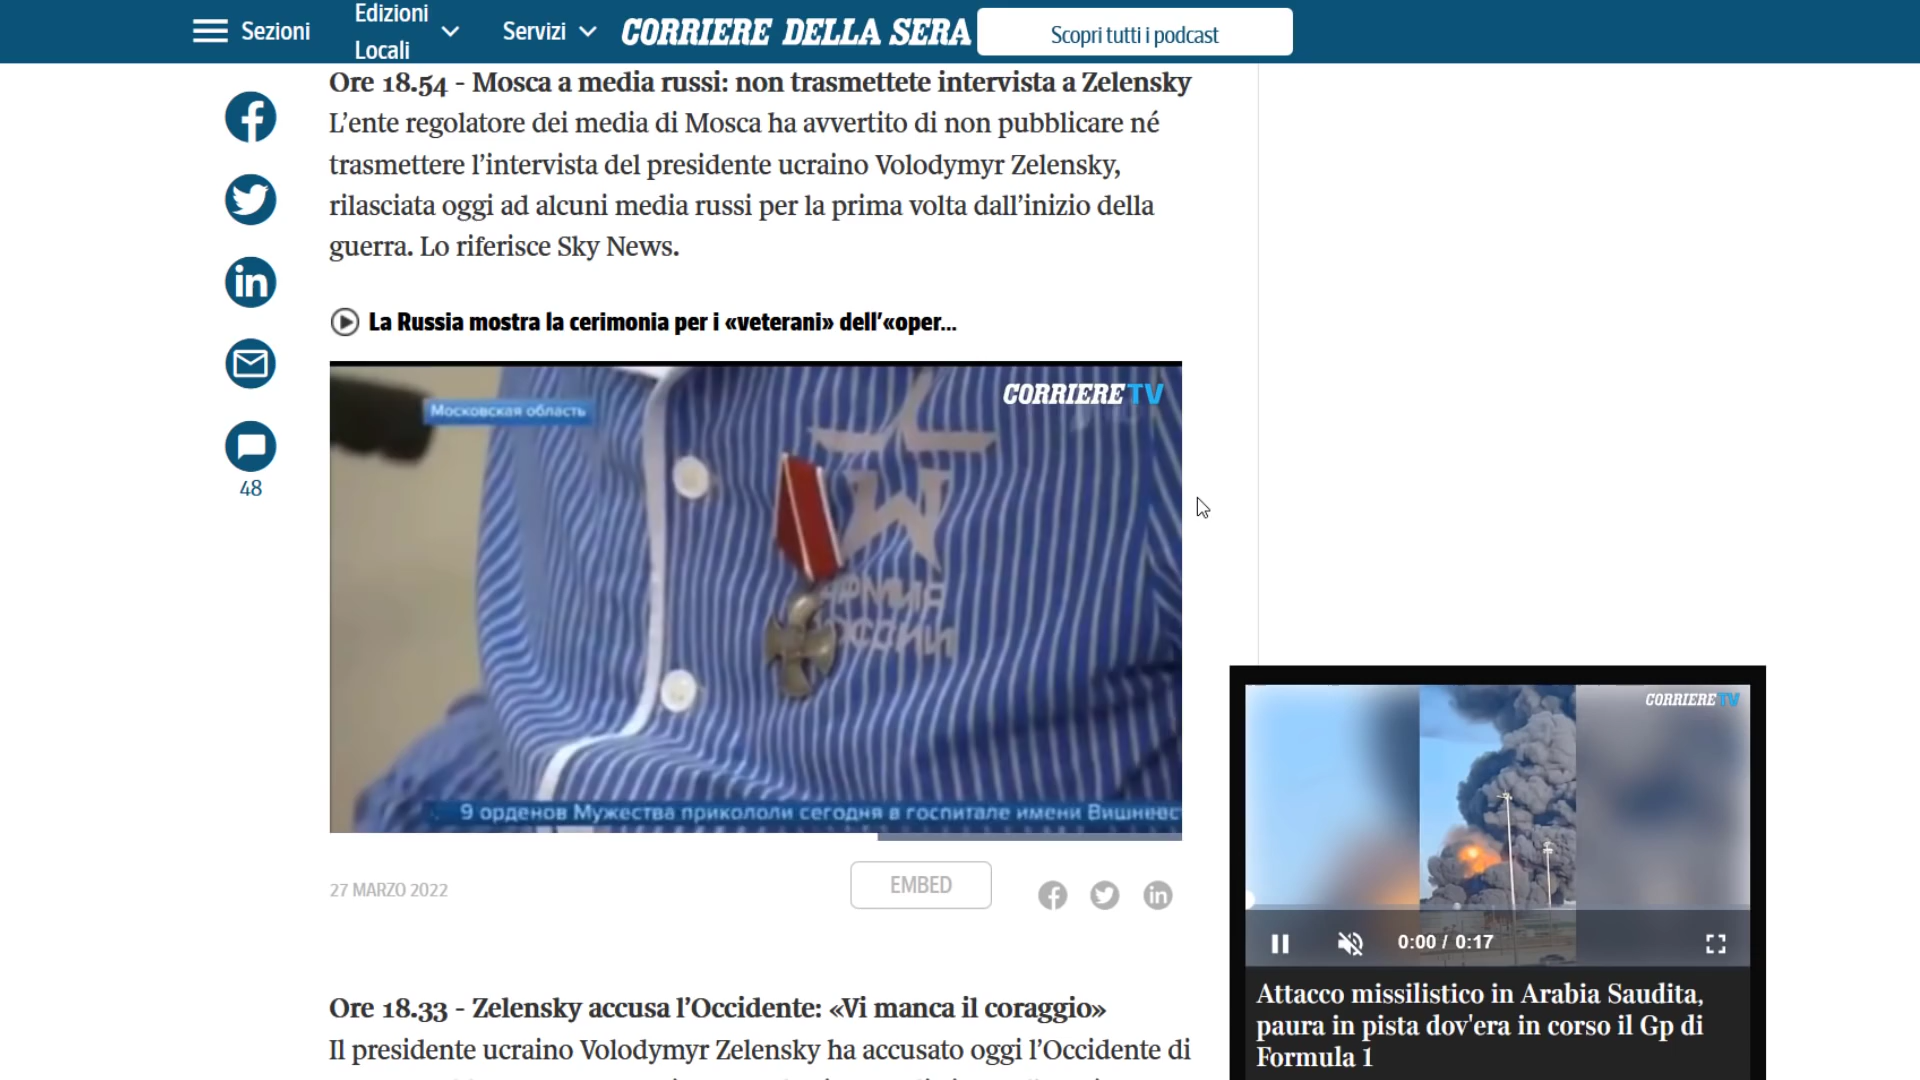 Sezioni
Edizioni
Locali
Servizi
CORRIERE DELLA SERA
Scopri tutti i podcast
Ore 18.54 - Mosca a media russi: non trasmettete intervista a Zelensky
L’ente regolatore dei media di Mosca ha avvertito di non pubblicare né
trasmettere l’intervista del presidente ucraino Volodymyr Zelensky,
rilasciata oggi ad alcuni media russi per la prima volta dall’inizio della
guerra. Lo riferisce Sky News.
48
La Russia mostra la cerimonia per i «veterani» dell’«oper...
CORRIERE TV
Московская область
АРМИЯ
РОССИИ
9 орденов Мужества прикололи сегодня в госпитале имени Вишневс
27 MARZO 2022
EMBED
Ore 18.33 - Zelensky accusa l’Occidente: «Vi manca il coraggio»
Il presidente ucraino Volodymyr Zelensky ha accusato oggi l’Occidente di
CORRIERE TV
0:00 / 0:17
Attacco missilistico in Arabia Saudita,
paura in pista dov'era in corso il Gp di
Formula 1